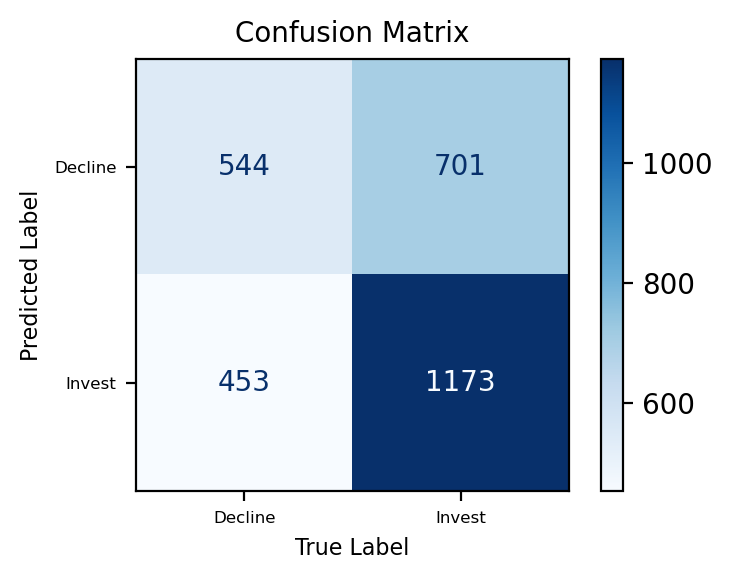 Confusion Matrix
Predicted Label
Decline
544
701
Invest
453
1173
Decline
Invest
True Label
1000
800
600